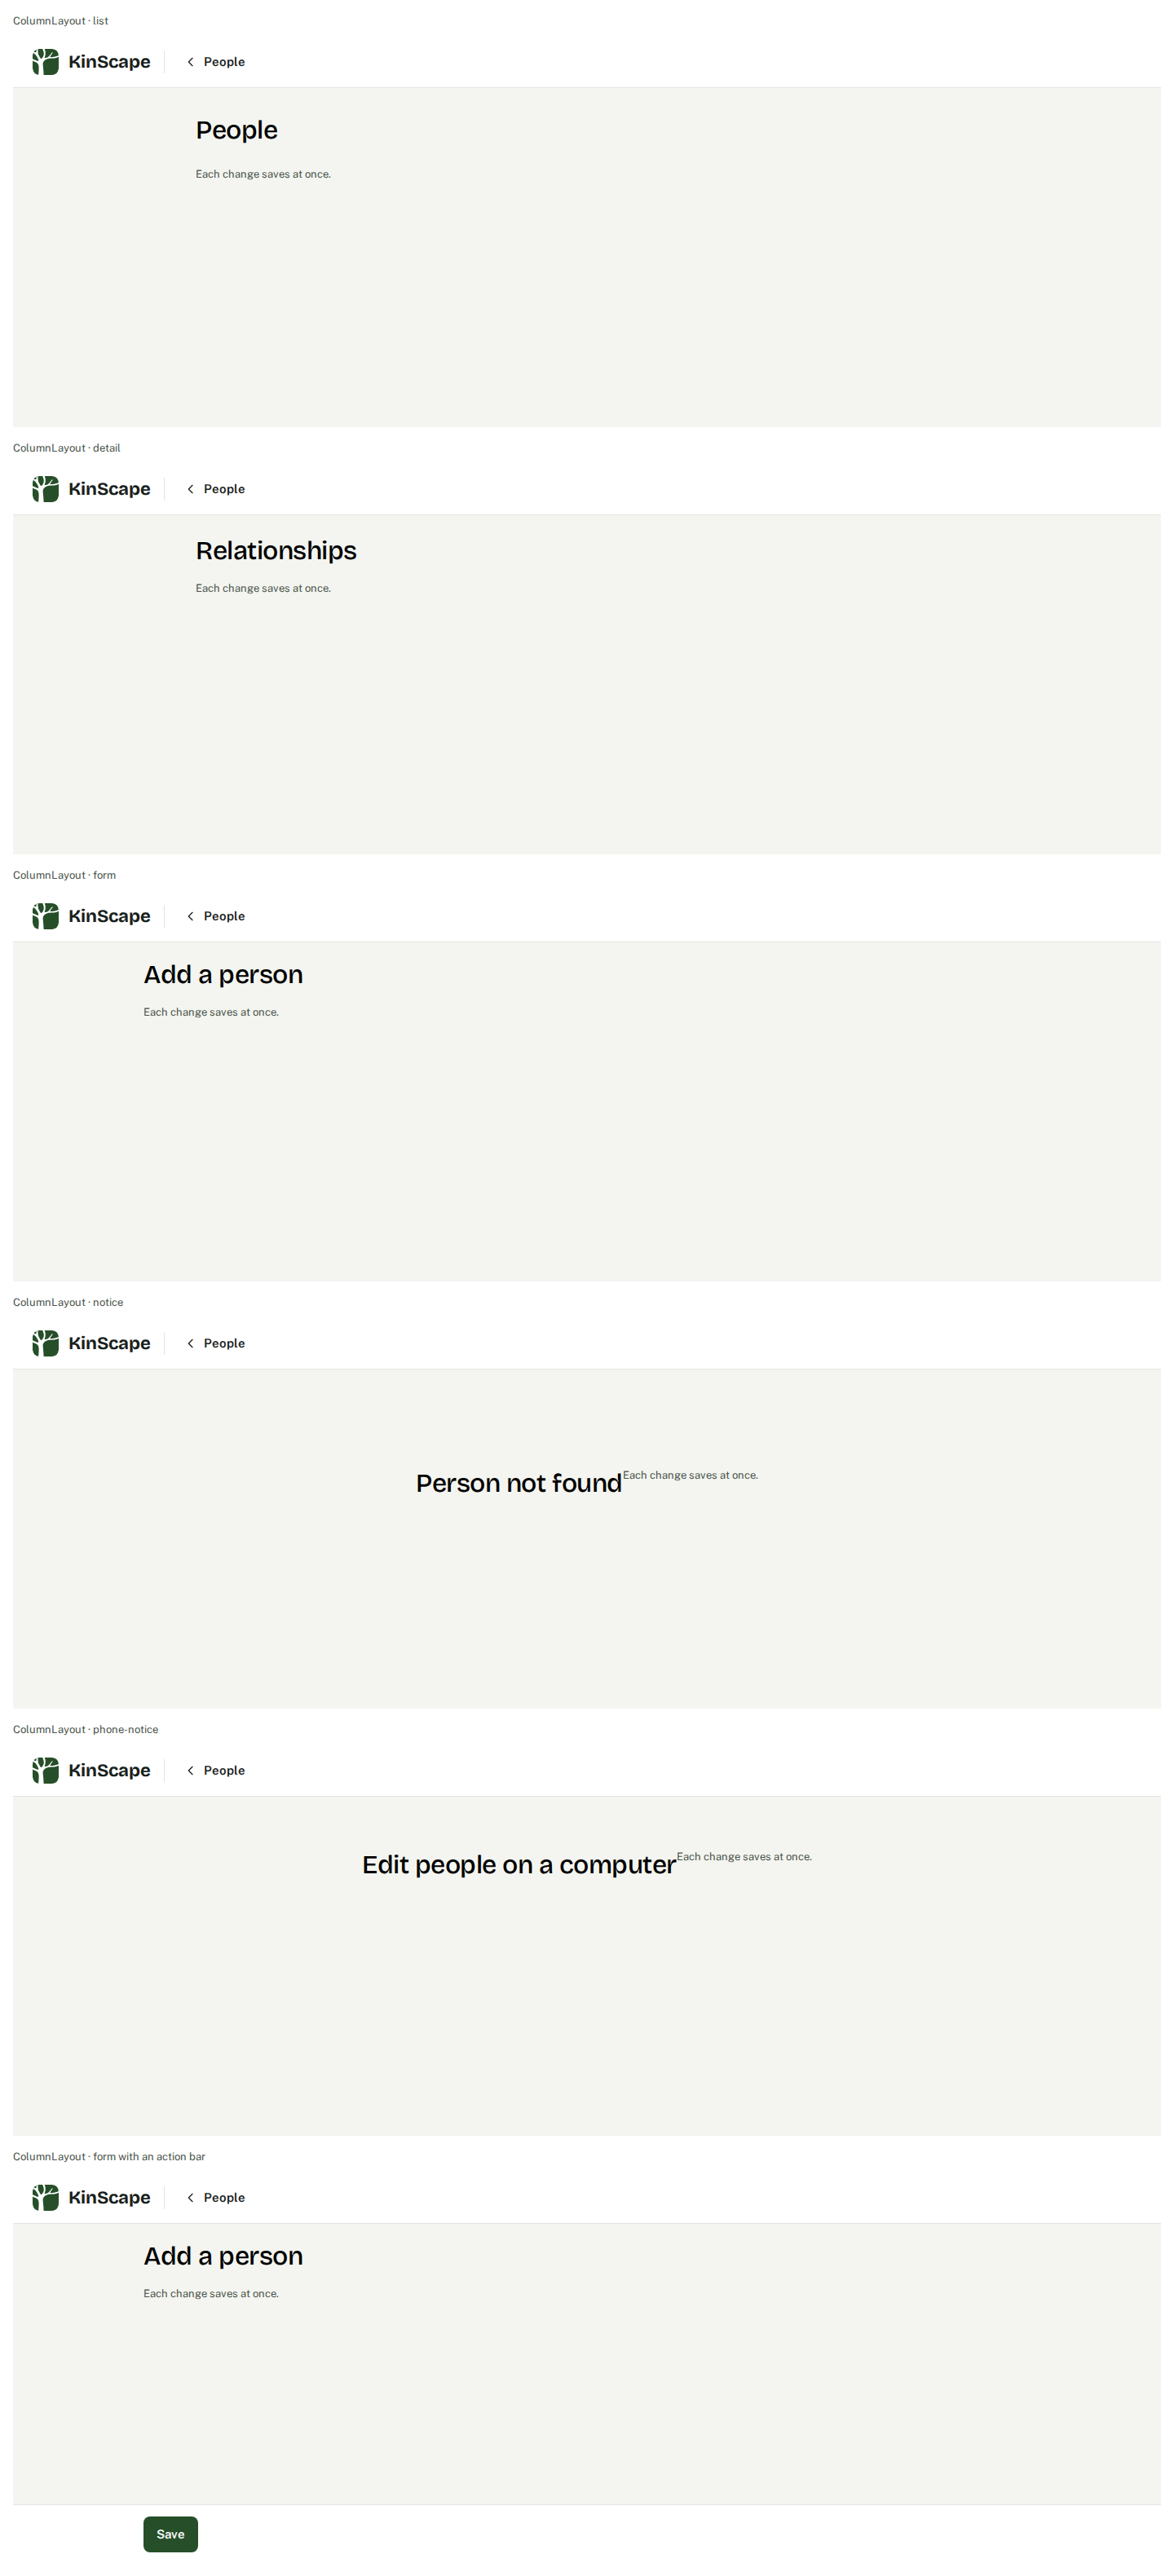 ColumnLayout · list
KinScape
People
People
Each change saves at once.
ColumnLayout · detail
KinScape
People
Relationships
Each change saves at once.
ColumnLayout · form
KinScape
People
Add a person
Each change saves at once.
ColumnLayout · notice
KinScape
People
Person not found
Each change saves at once.
ColumnLayout · phone-notice
KinScape
People
Edit people on a computer
Each change saves at once.
ColumnLayout · form with an action bar
KinScape
People
Add a person
Each change saves at once.
Save